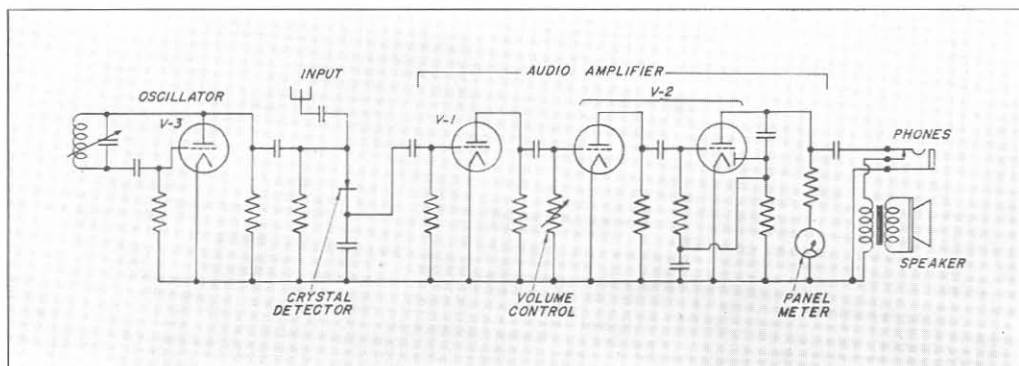 OSCILLATOR
V-3
INPUT
AUDIO AMPLIFIER
V-1
V-2
PHONES
SPEAKER
CRYSTAL
DETECTOR
VOLUME
CONTROL
PANEL
METER